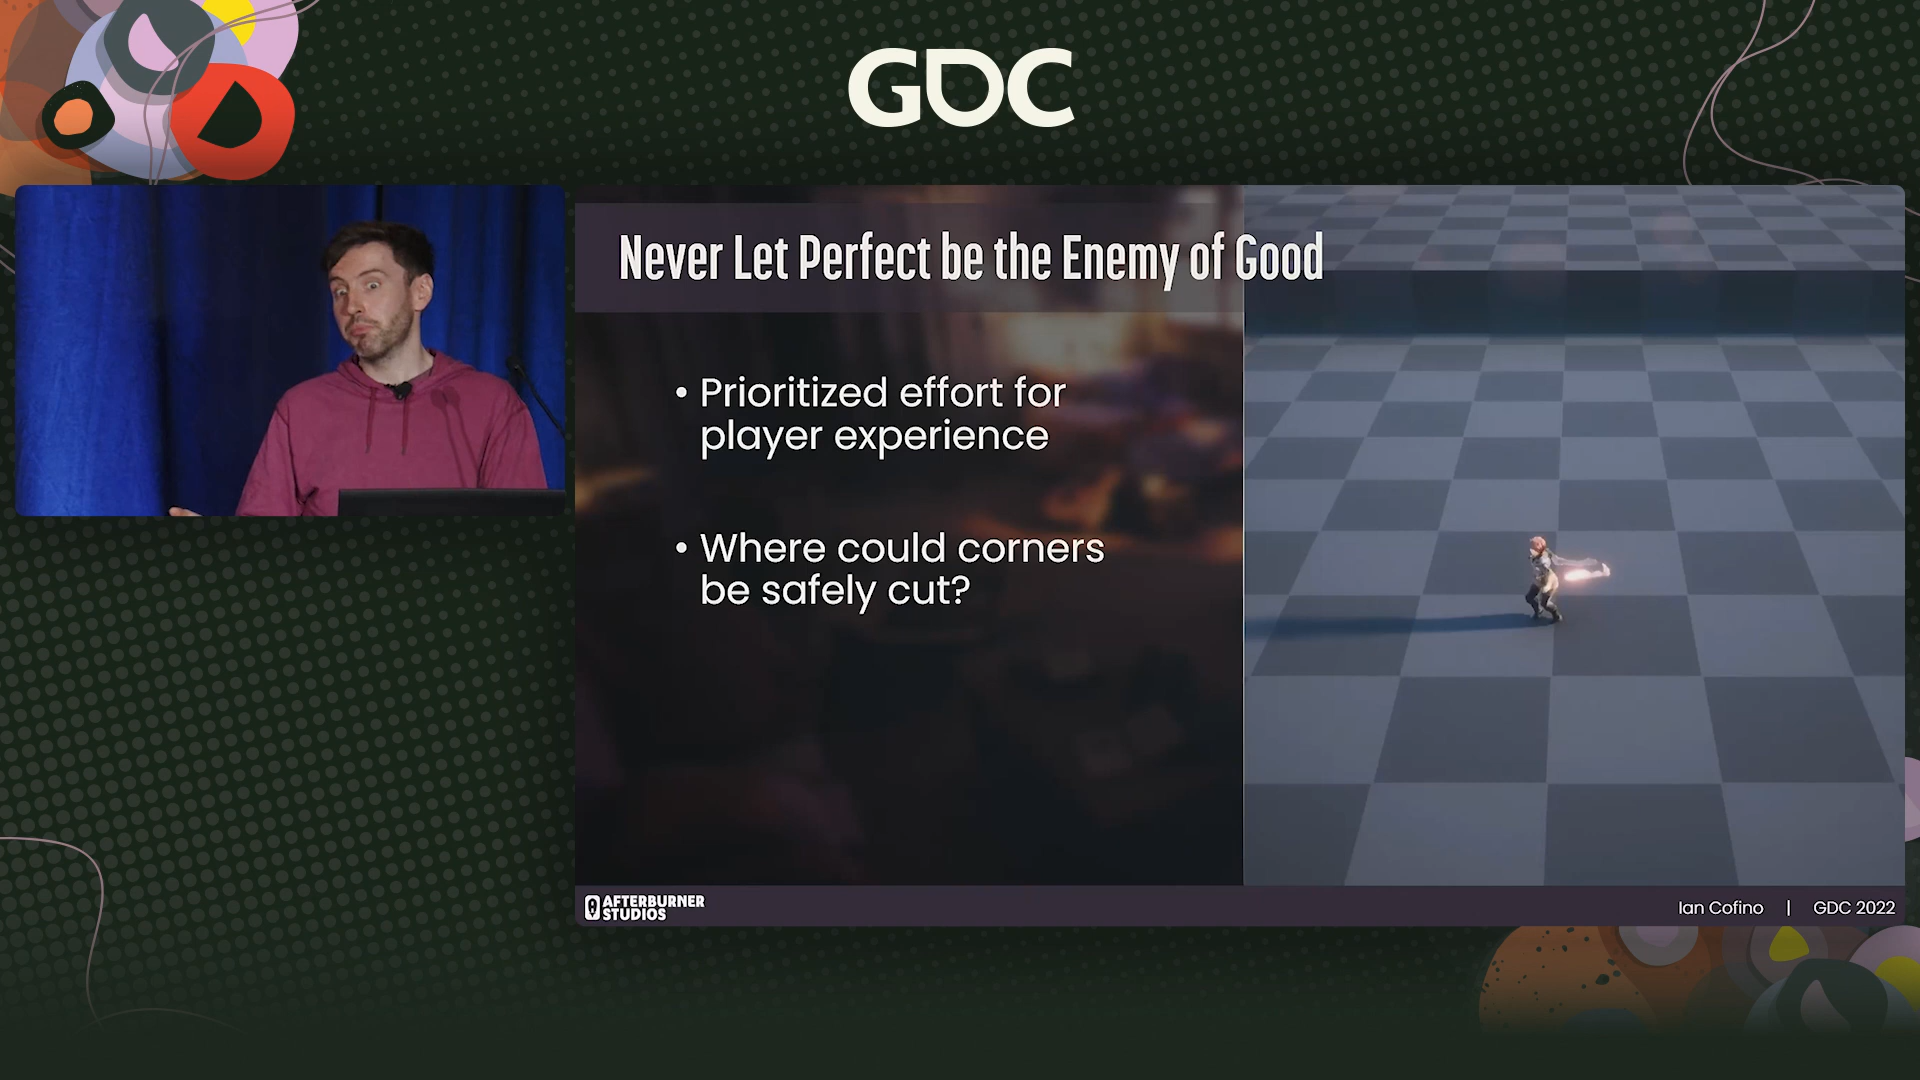 GDC
Never Let Perfect be the Enemy of Good
• Prioritized effort for
player experience
• Where could corners
be safely cut?
AFTERBURNER
STUDIOS
Ian Cofino | GDC 2022